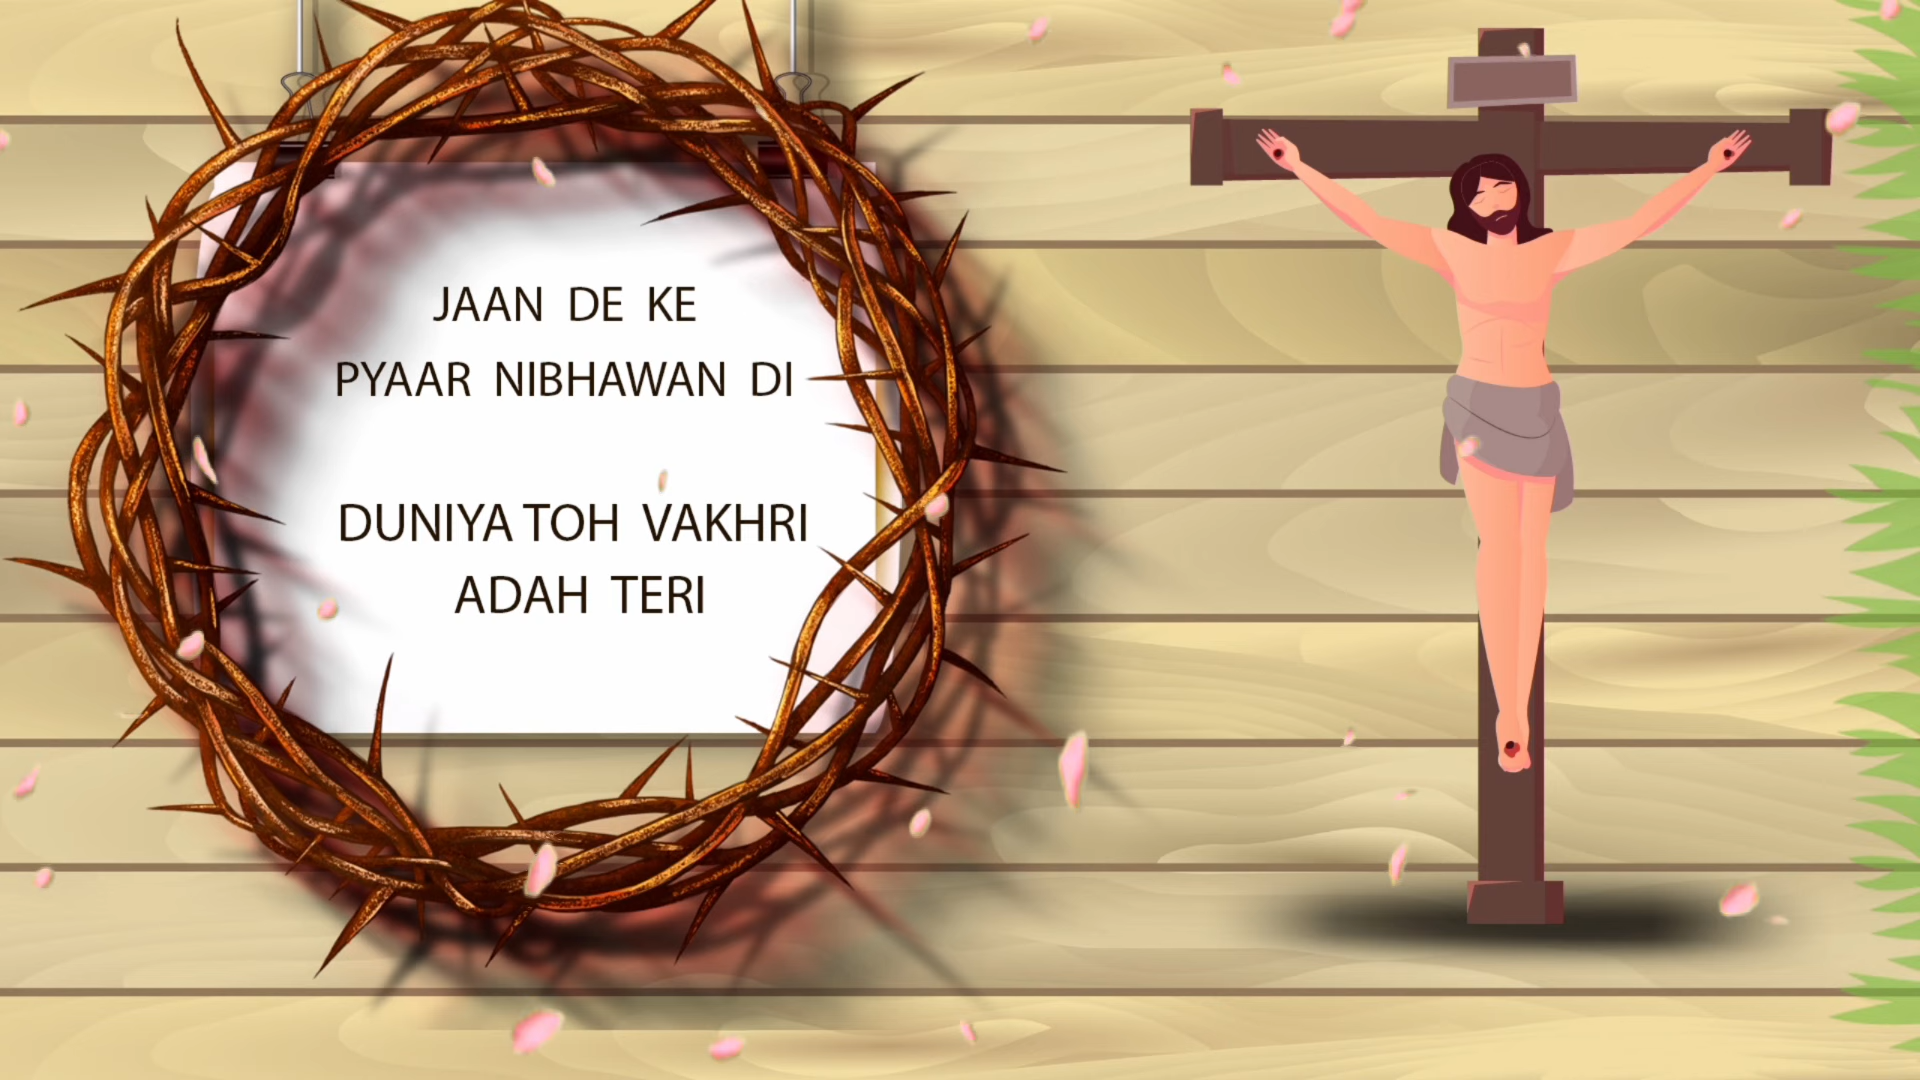 JAAN DE KE
PYAAR NIBHAWAN DI
DUNIYA TOH VAKHRI
ADAH TERI